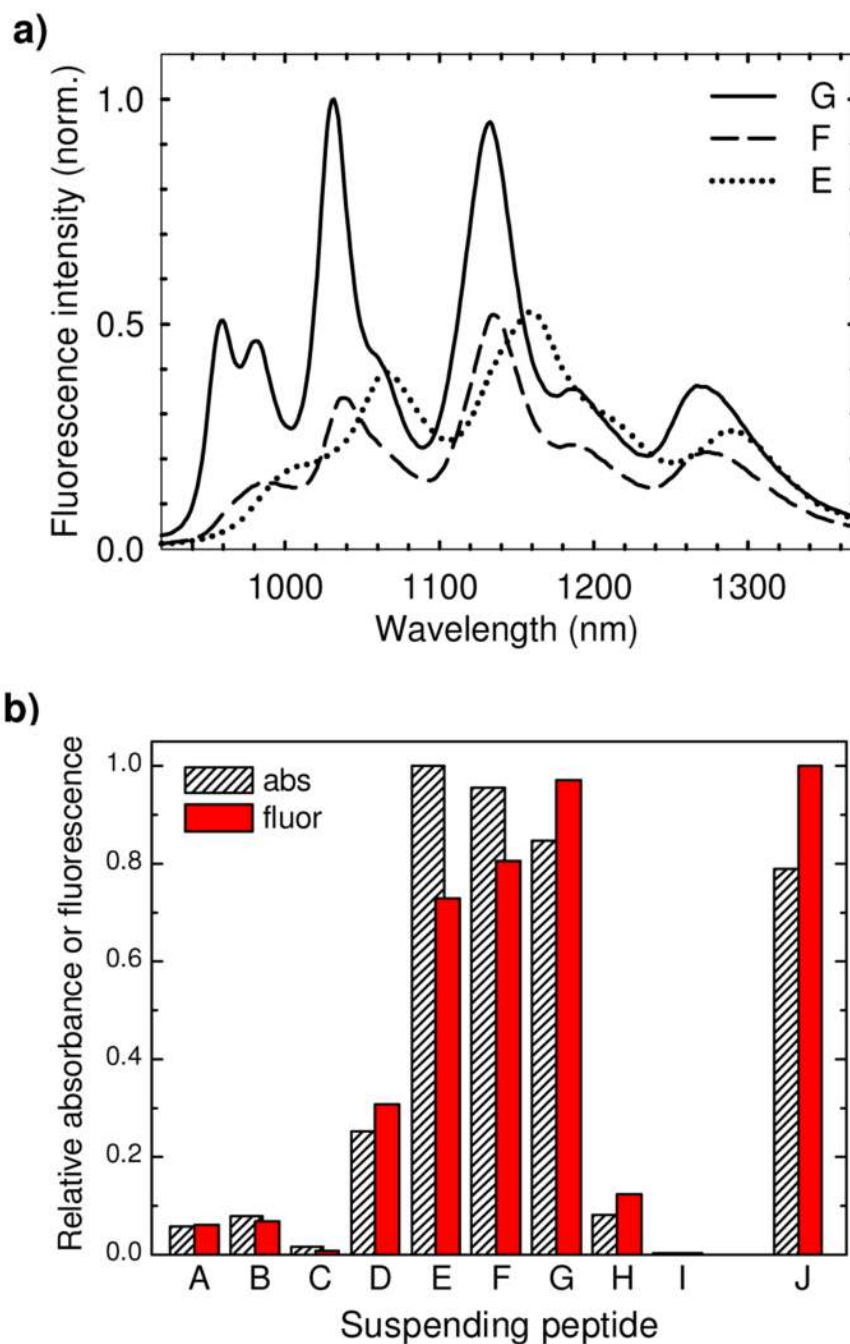 a)
Fluorescence intensity (norm.)
1.0
0.5
0.0
G
F
E
1000 1100 1200 1300
Wavelength (nm)
b)
Relative absorbance or fluorescence
1.0
0.8
0.6
0.4
0.2
0.0
abs
fluor
A B C D E F G H I J
Suspending peptide